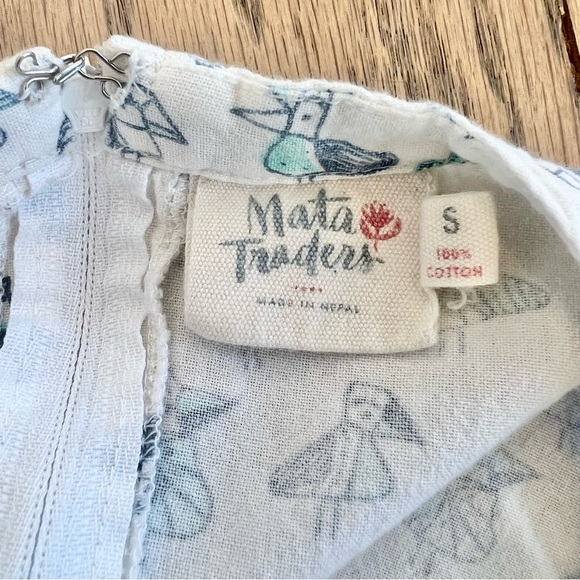 Mata
Traders
MADE IN NEPAL
S
100%
COTTON